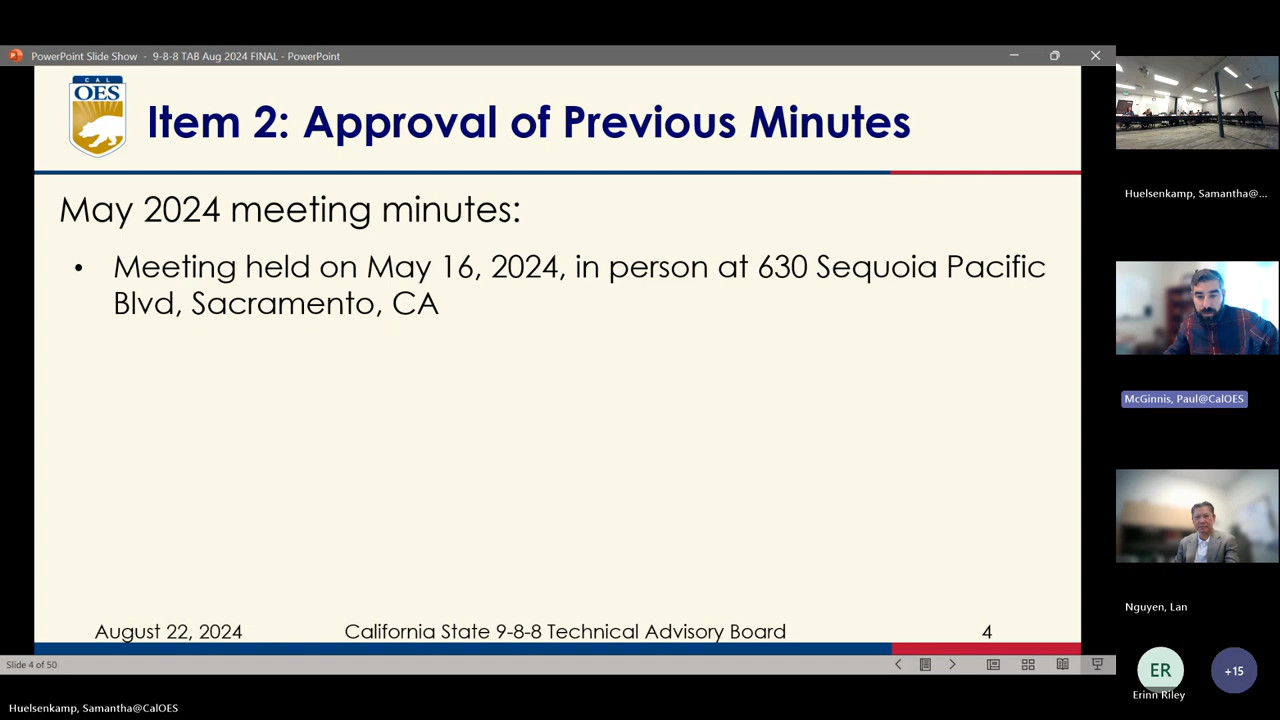 PowerPoint Slide Show - 9-8-8 TAB Aug 2024 FINAL - PowerPoint
CAL
OES
Item 2: Approval of Previous Minutes
May 2024 meeting minutes:
• Meeting held on May 16, 2024, in person at 630 Sequoia Pacific
Blvd, Sacramento, CA
August 22, 2024
California State 9-8-8 Technical Advisory Board
4
Slide 4 of 50
Huelsenkamp, Samantha@CalOES
Huelsenkamp, Samantha@...
McGinnis, Paul@CalOES
Nguyen, Lan
ER
+15
Erinn Riley